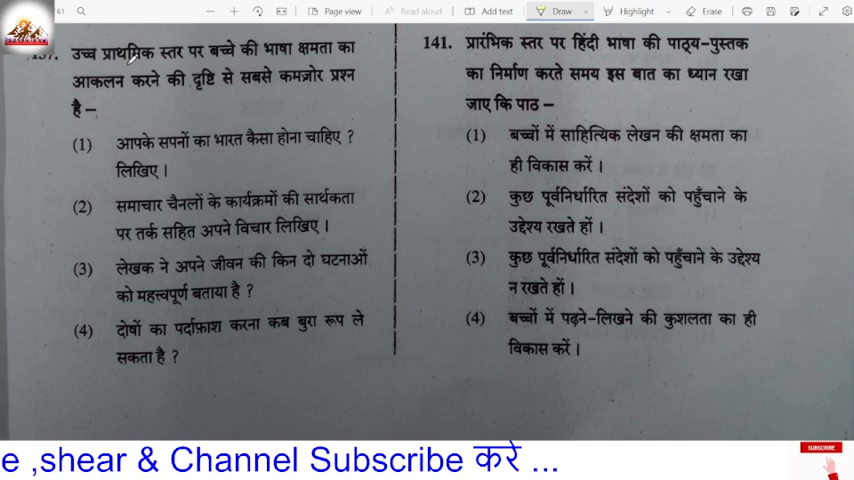 61
Page view
Read aloud
Add text
Draw
Highlight
Erase
उच्च प्राथमिक स्तर पर बच्चे की भाषा क्षमता का
आकलन करने की दृष्टि से सबसे कमज़ोर प्रश्न
है –
(1) आपके सपनों का भारत कैसा होना चाहिए ?
लिखिए ।
(2) समाचार चैनलों के कार्यक्रमों की सार्थकता
पर तर्क सहित अपने विचार लिखिए ।
(3) लेखक ने अपने जीवन की किन दो घटनाओं
को महत्त्वपूर्ण बताया है ?
(4) दोषों का पर्दाफ़ाश करना कब बुरा रूप ले
सकता है ?
141. प्रारंभिक स्तर पर हिंदी भाषा की पाठ्य-पुस्तक
का निर्माण करते समय इस बात का ध्यान रखा
जाए कि पाठ –
(1) बच्चों में साहित्यिक लेखन की क्षमता का
ही विकास करें ।
(2) कुछ पूर्वनिर्धारित संदेशों को पहुँचाने के
उद्देश्य रखते हों ।
(3) कुछ पूर्वनिर्धारित संदेशों को पहुँचाने के उद्देश्य
न रखते हों ।
(4) बच्चों में पढ़ने-लिखने की कुशलता का ही
विकास करें ।
e ,shear & Channel Subscribe करे ...
SUBSCRIBE